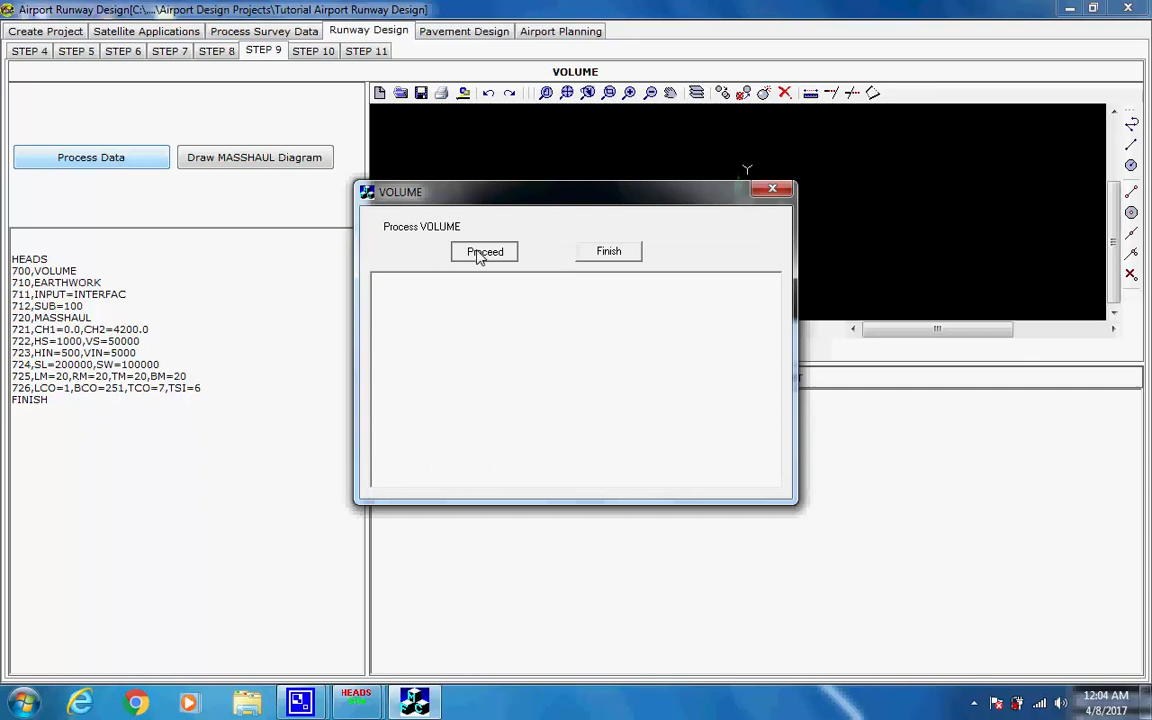 Airport Runway Design[C:\....\Airport Design Projects\Tutorial Airport Runway Design]
Create Project Satellite Applications Process Survey Data Runway Design Pavement Design Airport Planning
STEP 4 STEP 5 STEP 6 STEP 7 STEP 8 STEP 9 STEP 10 STEP 11
VOLUME
Process Data Draw MASSHAUL Diagram
VOLUME
Process VOLUME
Proceed Finish
HEADS
700,VOLUME
710,EARTHWORK
711,INPUT=INTERFAC
712,SUB=100
720,MASSHAUL
721,CH1=0.0,CH2=4200.0
722,HS=1000,VS=50000
723,HIN=500,VIN=5000
724,SL=200000,SW=100000
725,LM=20,RM=20,TM=20,BM=20
726,LCO=1,BCO=251,TCO=7,TSI=6
FINISH
HEADS
12:04 AM
4/8/2017